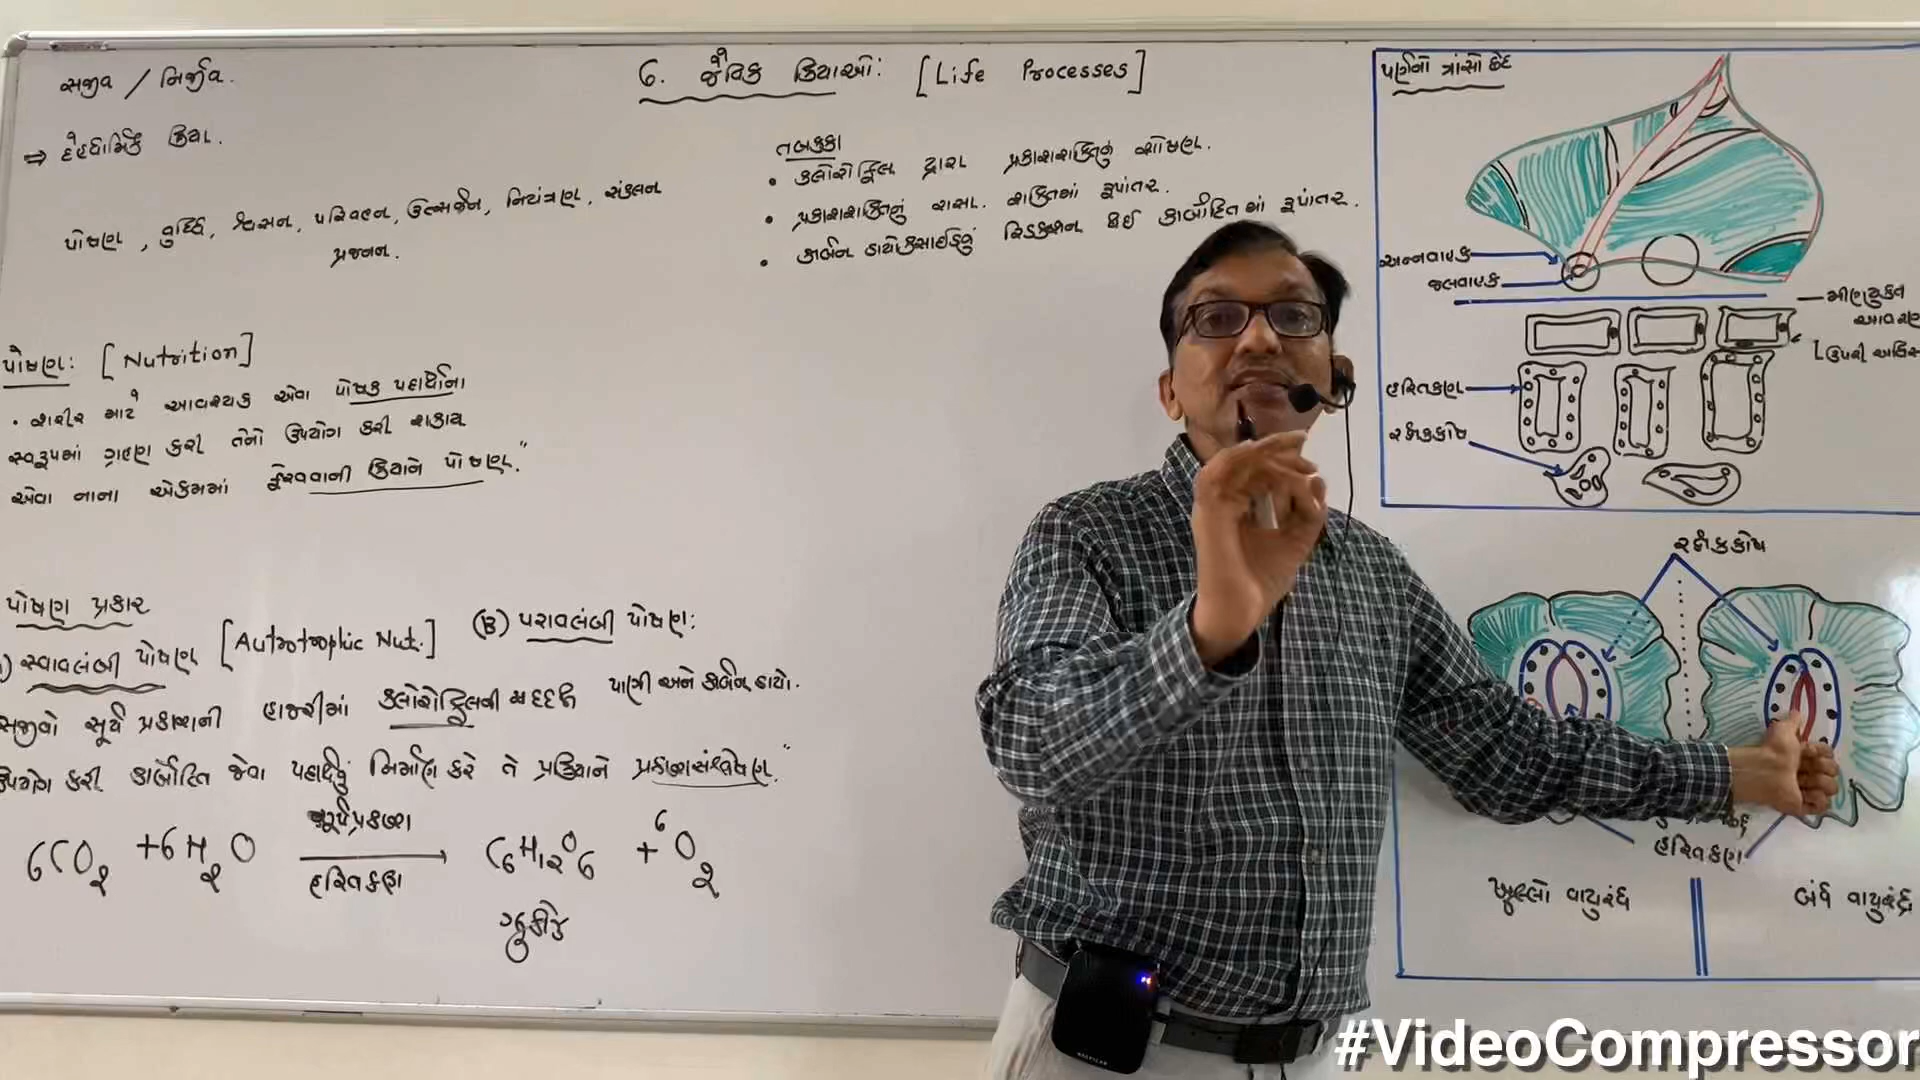 સજીવ / નિર્જીવ.
⇒ દેહધાર્મિક ક્રિયા.
પોષણ, વૃદ્ધિ, શ્વસન, પરિવહન, ઉત્સર્જન, નિયંત્રણ, સંકલન
પ્રજનન.
પોષણ: [Nutrition]
• શરીર માટે આવશ્યક એવા પોષક પદાર્થોના
સ્વરૂપમાં ગ્રહણ કરી તેનો ઉપયોગ કરી શકાય
એવા નાના એકમમાં ફેરવવાની ક્રિયાને પોષણ."
પોષણ પ્રકાર
) સ્વાવલંબી પોષણ [Autotrophic Nut.] (B) પરાવલંબી પોષણ:
સજીવો સૂર્ય પ્રકાશની હાજરીમાં ક્લોરોફિલની મદદથી પાણી અને કાર્બન ડાયો.
ઉપયોગ કરી કાર્બોદિત જેવા પદાર્થનું નિર્માણ કરે તે પ્રક્રિયાને પ્રકાશસંશ્લેષણ."
સૂર્યપ્રકાશ
6CO2 + 6H2O → C6H12O6 + 6O2
હરિતકણ
ગ્લુકોઝ
6. જૈવિક ક્રિયાઓ: [Life Processes]
તબક્કા
• ક્લોરોફિલ દ્વારા પ્રકાશશક્તિનું શોષણ.
• પ્રકાશશક્તિનું રાસા. શક્તિમાં રૂપાંતર.
• કાર્બન ડાયોક્સાઈડનું રિડક્શન થઈ કાર્બોદિતમાં રૂપાંતર.
પર્ણનો ત્રાંસો છેદ
અન્નવાહક
જલવાહક
મીણયુક્ત
આવરણ
ઉપરી
હરિતકણ
રક્ષકકોષ
રક્ષકકોષ
હરિતકણ
ખુલ્લો વાયુરંધ્ર
બંધ વાયુરંધ્ર
#VideoCompressor